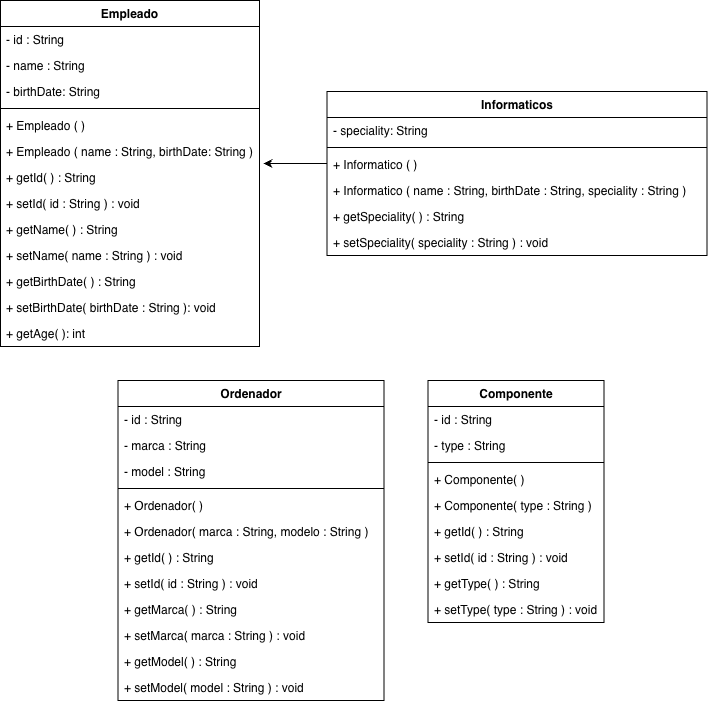 Empleado
- id : String
- name : String
- birthDate: String
+ Empleado ( )
+ Empleado ( name : String, birthDate: String )
+ getId( ) : String
+ setId( id : String ) : void
+ getName( ) : String
+ setName( name : String ) : void
+ getBirthDate( ) : String
+ setBirthDate( birthDate : String ): void
+ getAge( ): int
Informaticos
- speciality: String
+ Informatico ( )
+ Informatico ( name : String, birthDate : String, speciality : String )
+ getSpeciality( ) : String
+ setSpeciality( speciality : String ) : void
Ordenador
- id : String
- marca : String
- model : String
+ Ordenador( )
+ Ordenador( marca : String, modelo : String )
+ getId( ) : String
+ setId( id : String ) : void
+ getMarca( ) : String
+ setMarca( marca : String ) : void
+ getModel( ) : String
+ setModel( model : String ) : void
Componente
- id : String
- type : String
+ Componente( )
+ Componente( type : String )
+ getId( ) : String
+ setId( id : String ) : void
+ getType( ) : String
+ setType( type : String ) : void